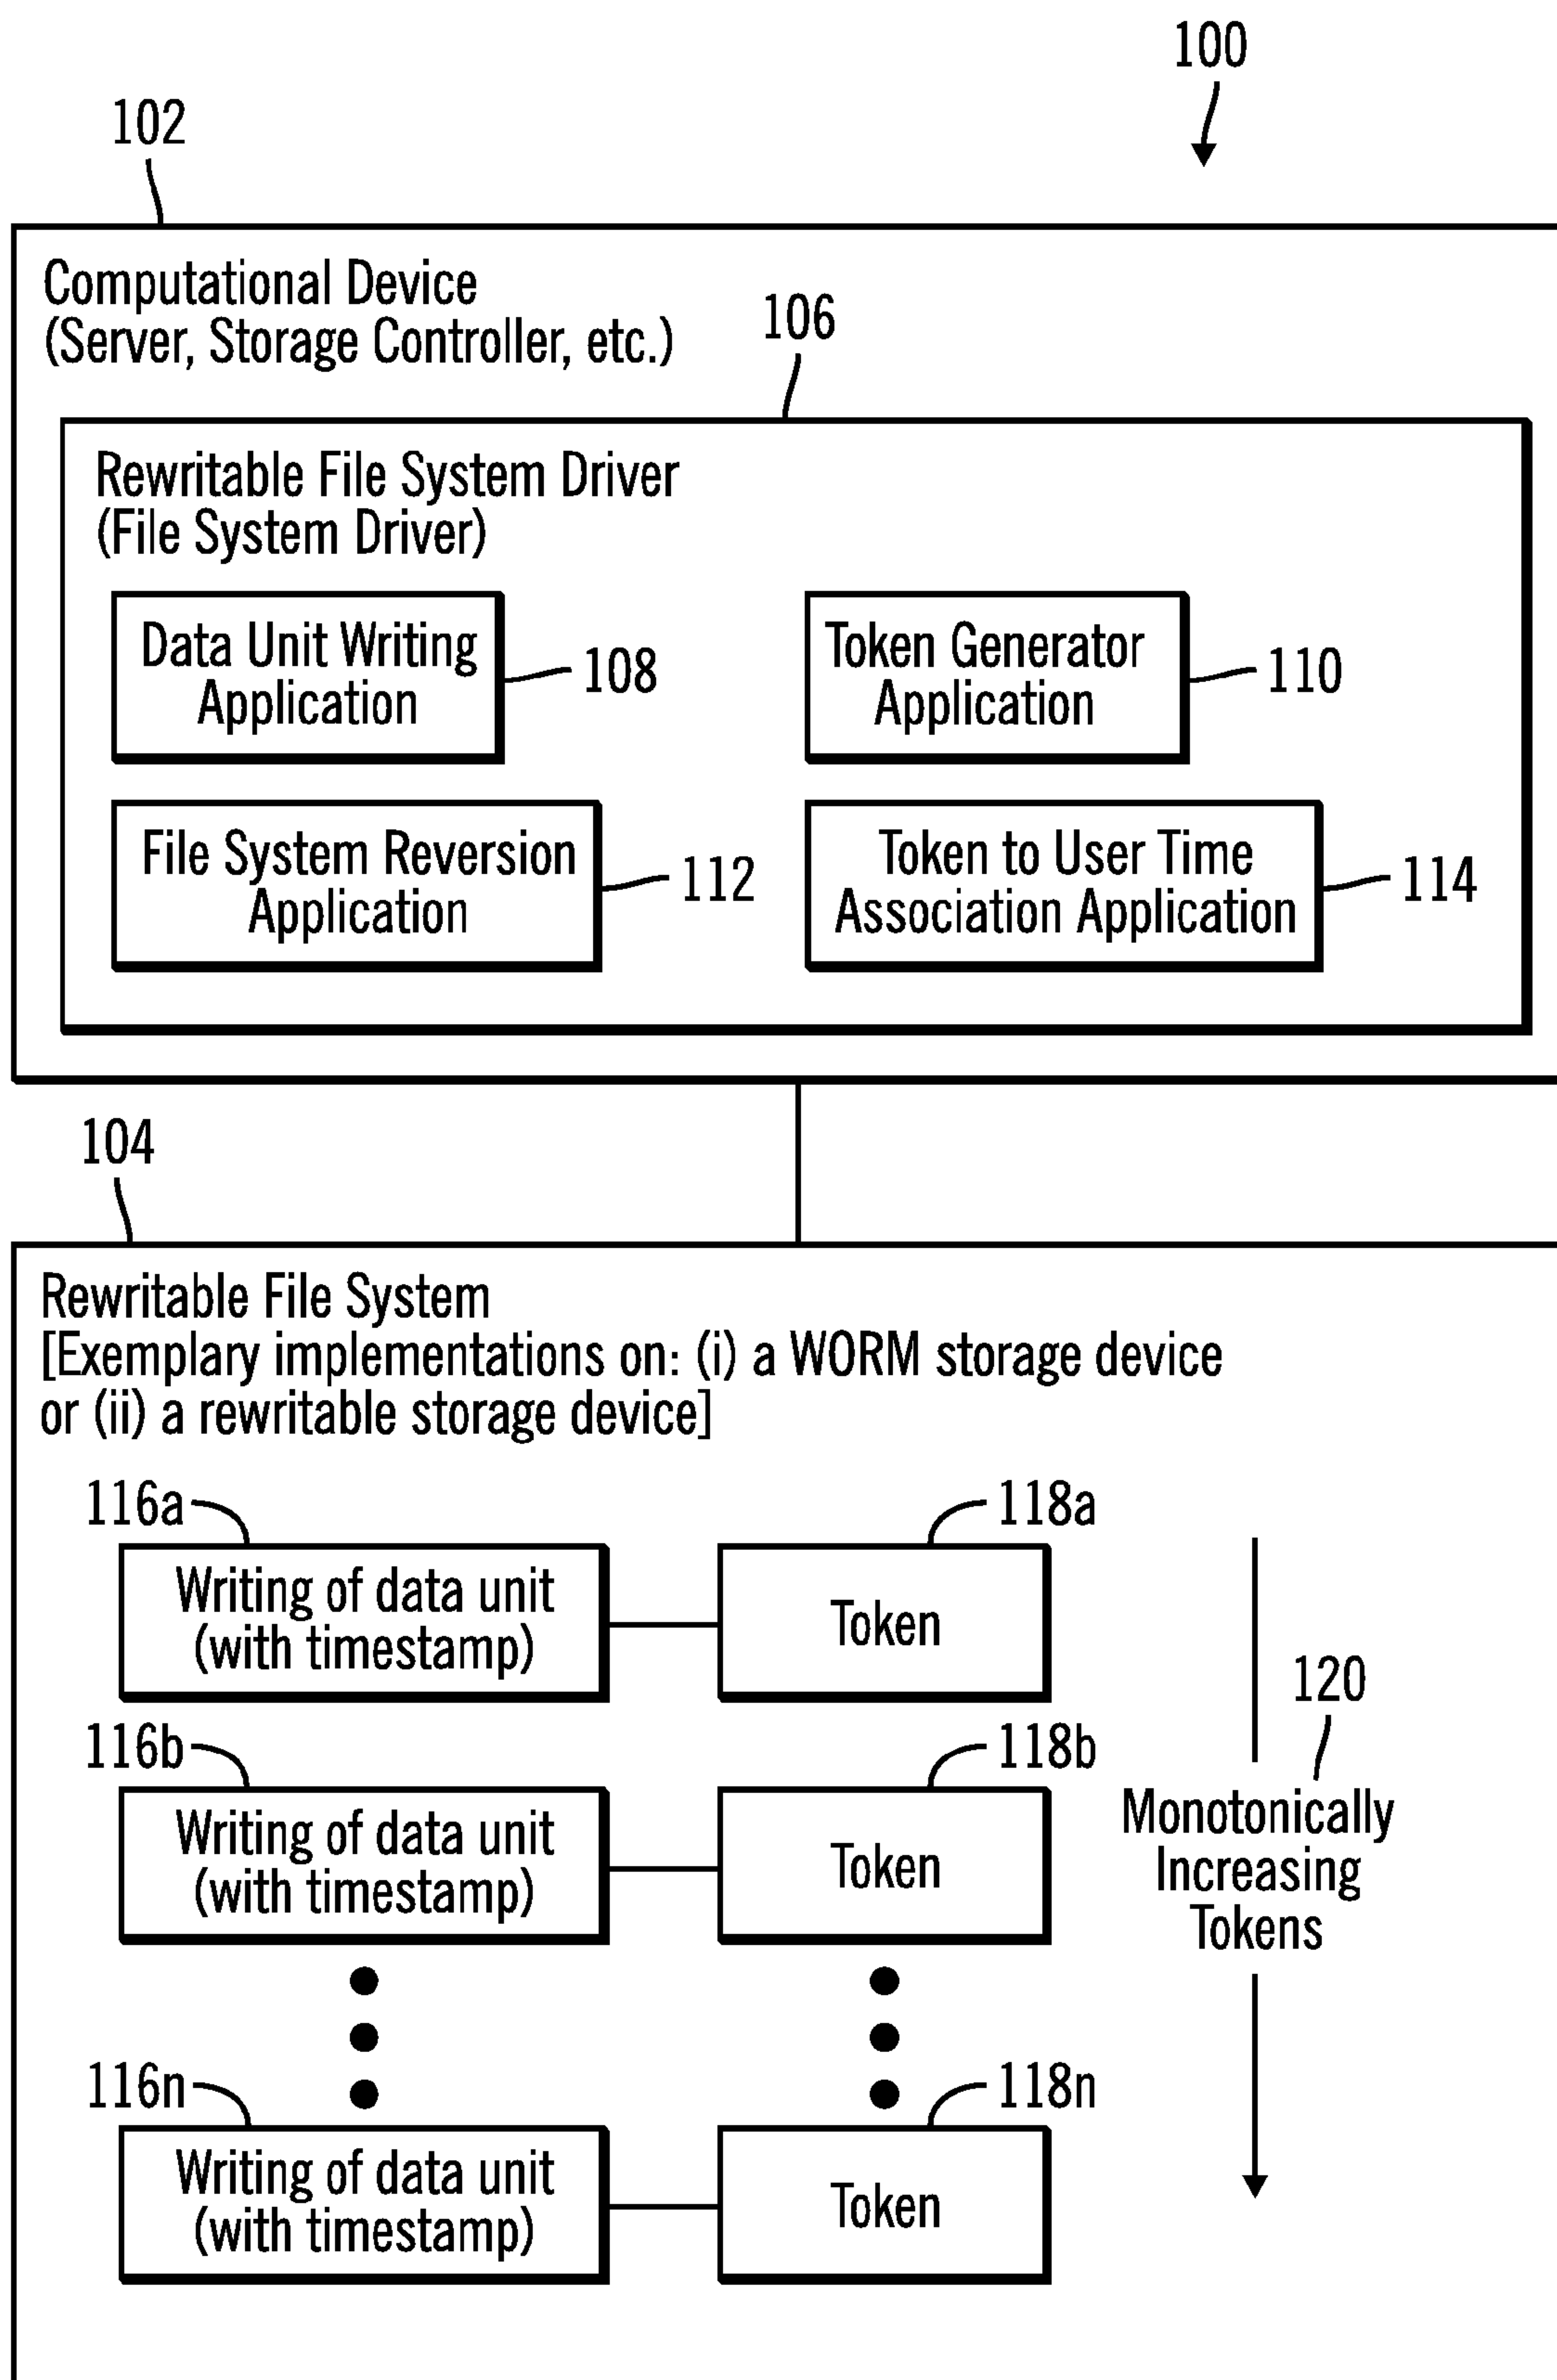 100
102
Computational Device
(Server, Storage Controller, etc.)
106
Rewritable File System Driver
(File System Driver)
Data Unit Writing
Application
108
Token Generator
Application
110
File System Reversion
Application
112
Token to User Time
Association Application
114
104
Rewritable File System
[Exemplary implementations on: (i) a WORM storage device
or (ii) a rewritable storage device]
116a
118a
Writing of data unit
(with timestamp)
Token
120
116b
118b
Writing of data unit
(with timestamp)
Token
Monotonically
Increasing
Tokens
116n
118n
Writing of data unit
(with timestamp)
Token